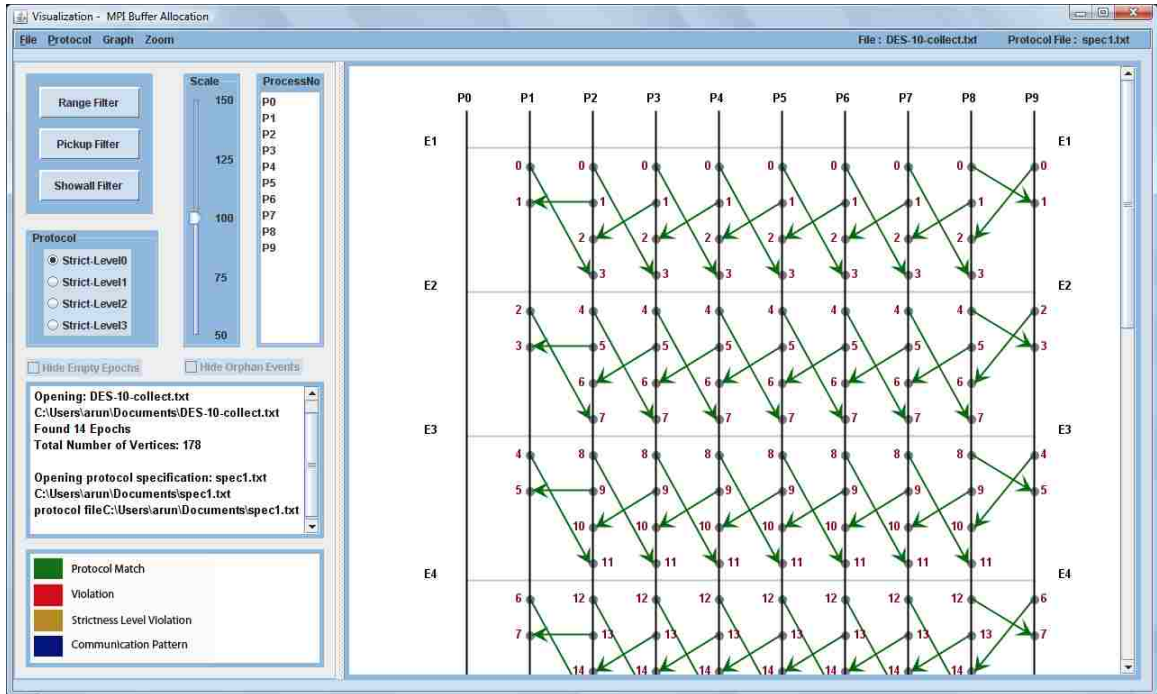 Visualization - MPI Buffer Allocation
File Protocol Graph Zoom File : DES-10-collect.txt Protocol File : spec1.txt
Range Filter
Pickup Filter
Showall Filter
Scale
150
125
100
75
50
ProcessNo
P0
P1
P2
P3
P4
P5
P6
P7
P8
P9
Protocol
Strict-Level0
Strict-Level1
Strict-Level2
Strict-Level3
Hide Empty Epochs
Hide Orphan Events
Opening: DES-10-collect.txt
C:\Users\arun\Documents\DES-10-collect.txt
Found 14 Epochs
Total Number of Vertices: 178
Opening protocol specification: spec1.txt
C:\Users\arun\Documents\spec1.txt
protocol fileC:\Users\arun\Documents\spec1.txt
Protocol Match
Violation
Strictness Level Violation
Communication Pattern
P0 P1 P2 P3 P4 P5 P6 P7 P8 P9
E1 E1
0 0 0 0 0 0 0 0 0
1 1 1 1 1 1 1 1 1
2 2 2 2 2 2 2
3 3 3 3 3 3 3
E2 E2
2 4 4 4 4 4 4 4 2
3 5 5 5 5 5 5 5 3
6 6 6 6 6 6 6
7 7 7 7 7 7 7
E3 E3
4 8 8 8 8 8 8 8 4
5 9 9 9 9 9 9 9 5
10 10 10 10 10 10 10
11 11 11 11 11 11 11
E4 E4
6 12 12 12 12 12 12 12 6
7 13 13 13 13 13 13 13 7
14 14 14 14 14 14 14